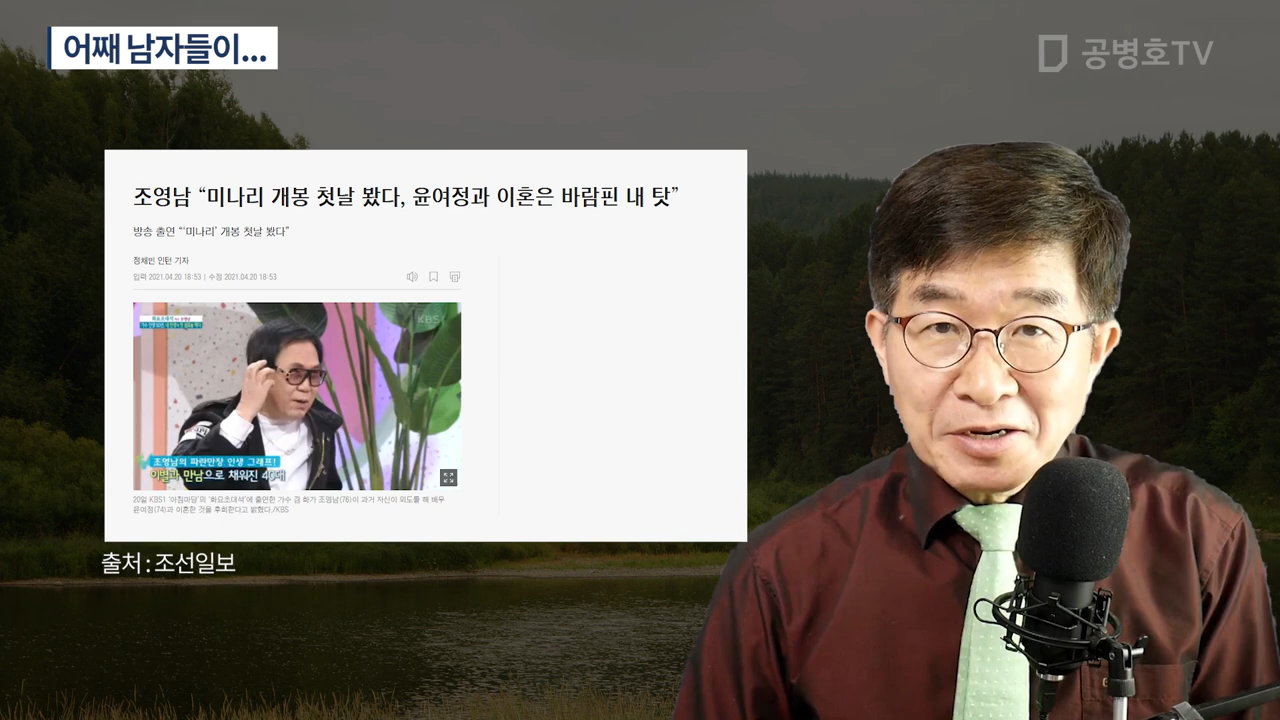 어째 남자들이...
공병호TV
조영남 “미나리 개봉 첫날 봤다, 윤여정과 이혼은 바람핀 내 탓”
방송 출연 “‘미나리’ 개봉 첫날 봤다”
정채빈 인턴 기자
입력 2021.04.20 18:53 | 수정 2021.04.20 18:53
KBS1
화요초대석
조영남의 파란만장 인생 그래프!
이별과 만남으로 채워진 40대
20일 KBS1 ‘아침마당’의 ‘화요초대석’에 출연한 가수 겸 화가 조영남(76)이 과거 자신이 외도를 해 배우
윤여정(74)과 이혼한 것을 후회한다고 밝혔다./KBS
출처 : 조선일보